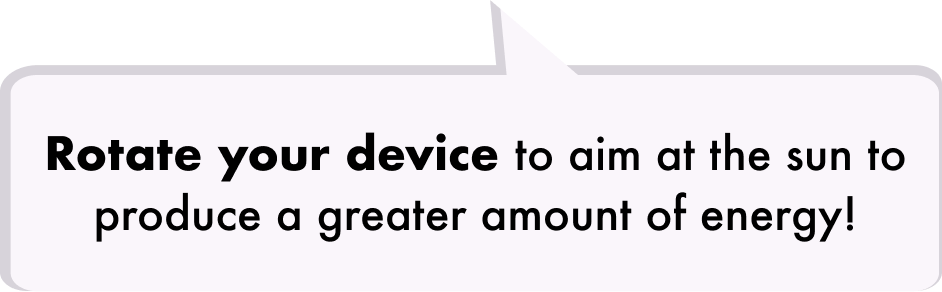 Rotate your device to aim at the sun to
produce a greater amount of energy!